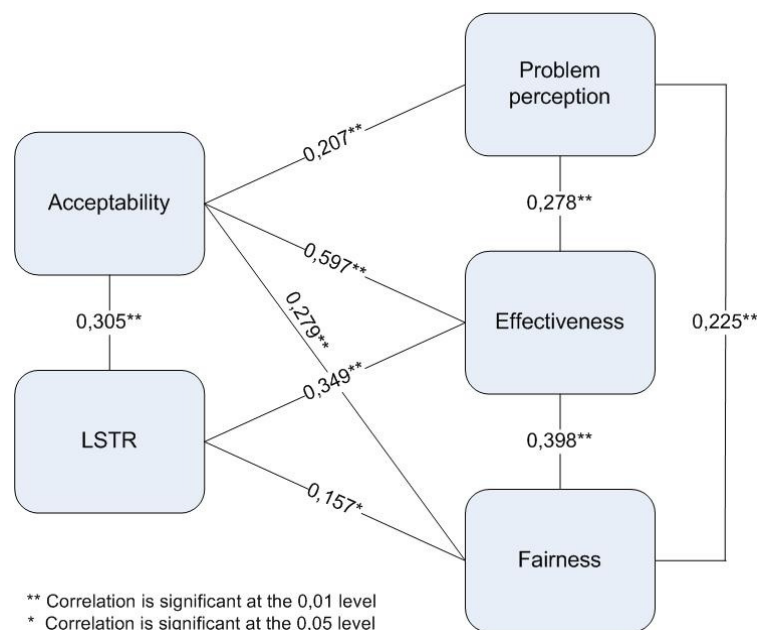 Problem
perception
0,207**
Acceptability
0,278**
0,597**
0,279**
Effectiveness
0,305**
0,225**
0,349**
LSTR
0,398**
0,157*
Fairness
** Correlation is significant at the 0,01 level
* Correlation is significant at the 0,05 level